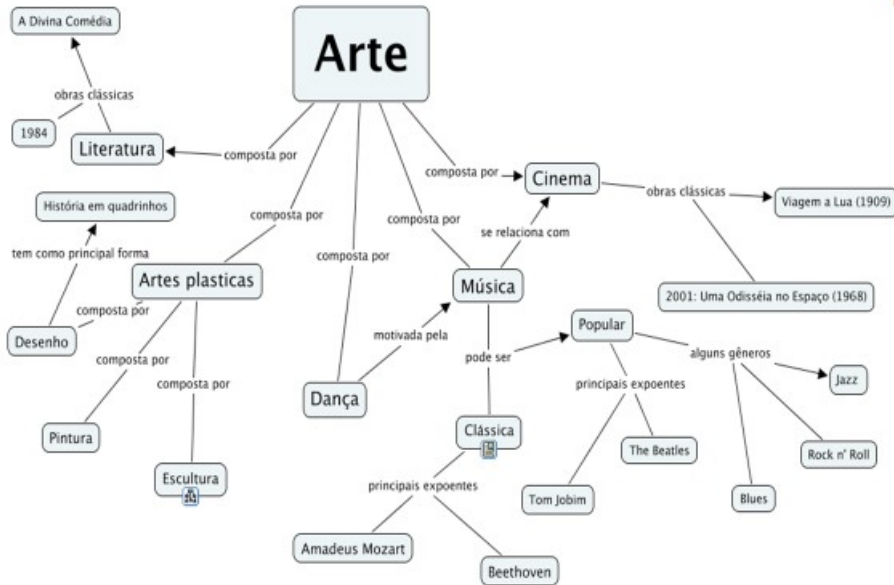 Arte
A Divina Comédia
obras clássicas
1984
Literatura
composta por
composta por
Cinema
obras clássicas
Viagem a Lua (1909)
2001: Uma Odisséia no Espaço (1968)
História em quadrinhos
tem como principal forma
composta por
Artes plasticas
composta por
Desenho
composta por
Pintura
composta por
Escultura
composta por
Dança
motivada pela
composta por
se relaciona com
Música
pode ser
Popular
alguns gêneros
Jazz
Rock n' Roll
Blues
principais expoentes
The Beatles
Tom Jobim
Clássica
principais expoentes
Amadeus Mozart
Beethoven